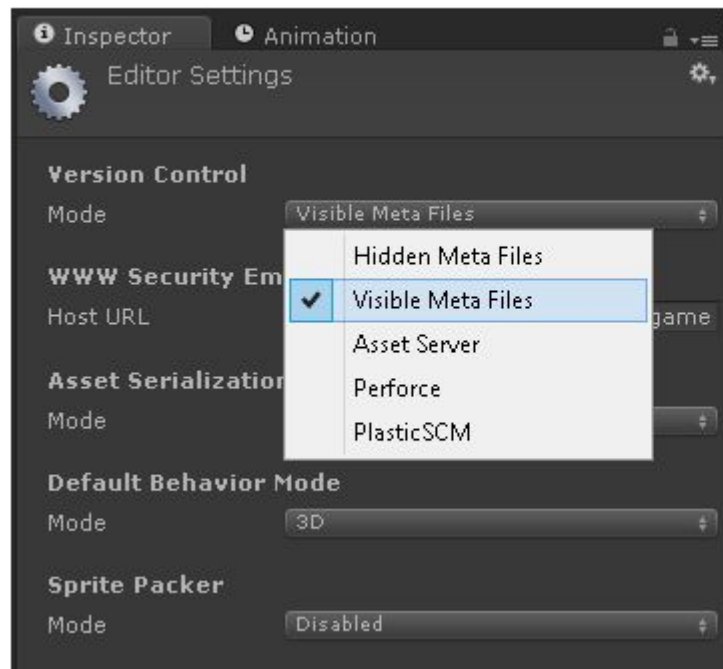 Inspector Animation
Editor Settings
Version Control
Mode Visible Meta Files
Hidden Meta Files
WWW Security Em
Visible Meta Files
Host URL game
Asset Server
Asset Serialization
Perforce
Mode
PlasticSCM
Default Behavior Mode
Mode 3D
Sprite Packer
Mode Disabled